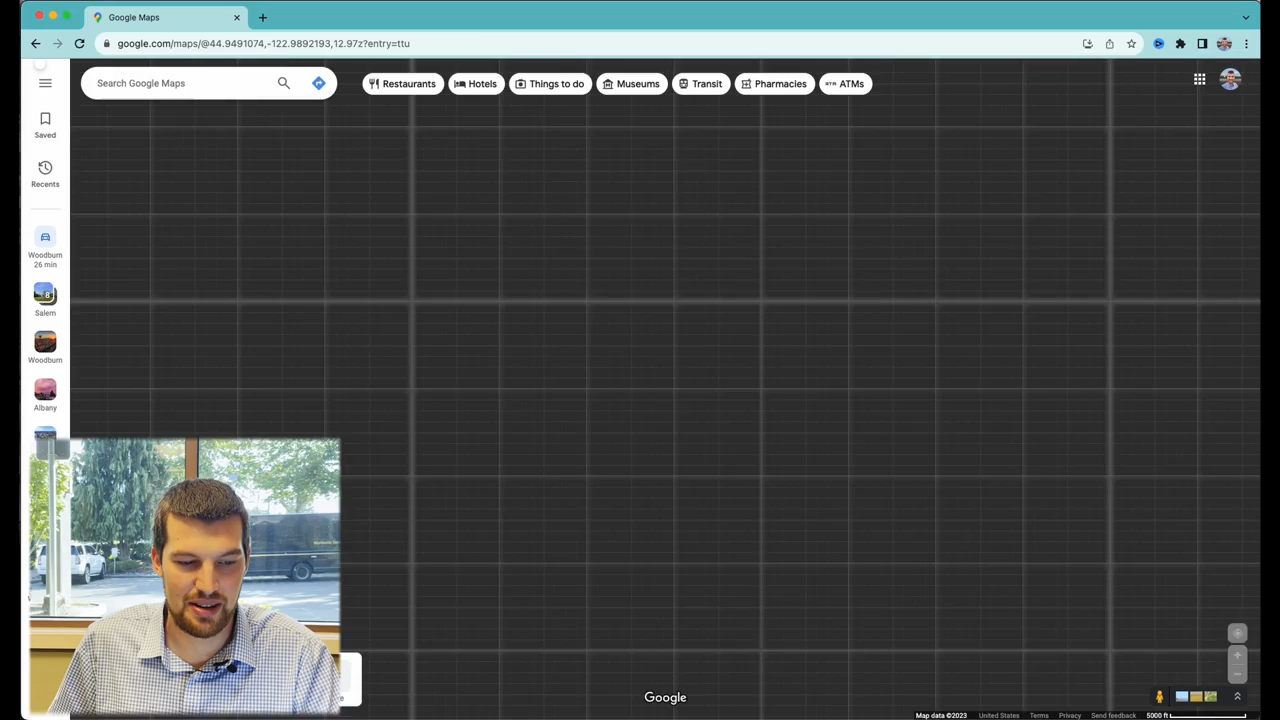 Google Maps
google.com/maps/@44.9491074,-122.9892193,12.97z?entry=ttu
Search Google Maps
Restaurants
Hotels
Things to do
Museums
Transit
Pharmacies
ATMs
Saved
Recents
Woodburn
26 min
8
Salem
Woodburn
Albany
Google
Map data ©2023
United States
Terms
Privacy
Send feedback
5000 ft